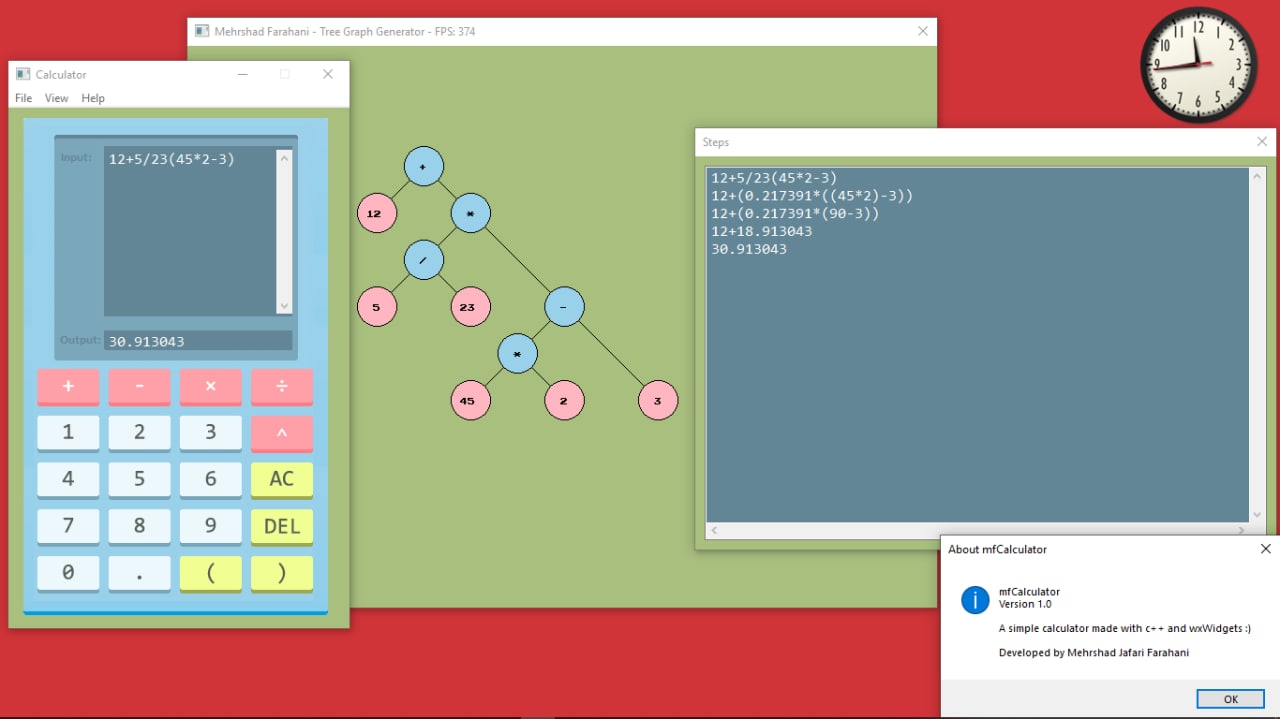 Mehrshad Farahani - Tree Graph Generator - FPS: 374
Calculator
File View Help
Input:
12+5/23(45*2-3)
Output:
30.913043
+ - × ÷
1 2 3 ^
4 5 6 AC
7 8 9 DEL
0 . ( )
+
12 *
/
5 23 -
*
45 2 3
Steps
12+5/23(45*2-3)
12+(0.217391*((45*2)-3))
12+(0.217391*(90-3))
12+18.913043
30.913043
12 1 2 3 4 5 6 7 8 9 10 11
About mfCalculator
mfCalculator
Version 1.0
A simple calculator made with c++ and wxWidgets :)
Developed by Mehrshad Jafari Farahani
OK